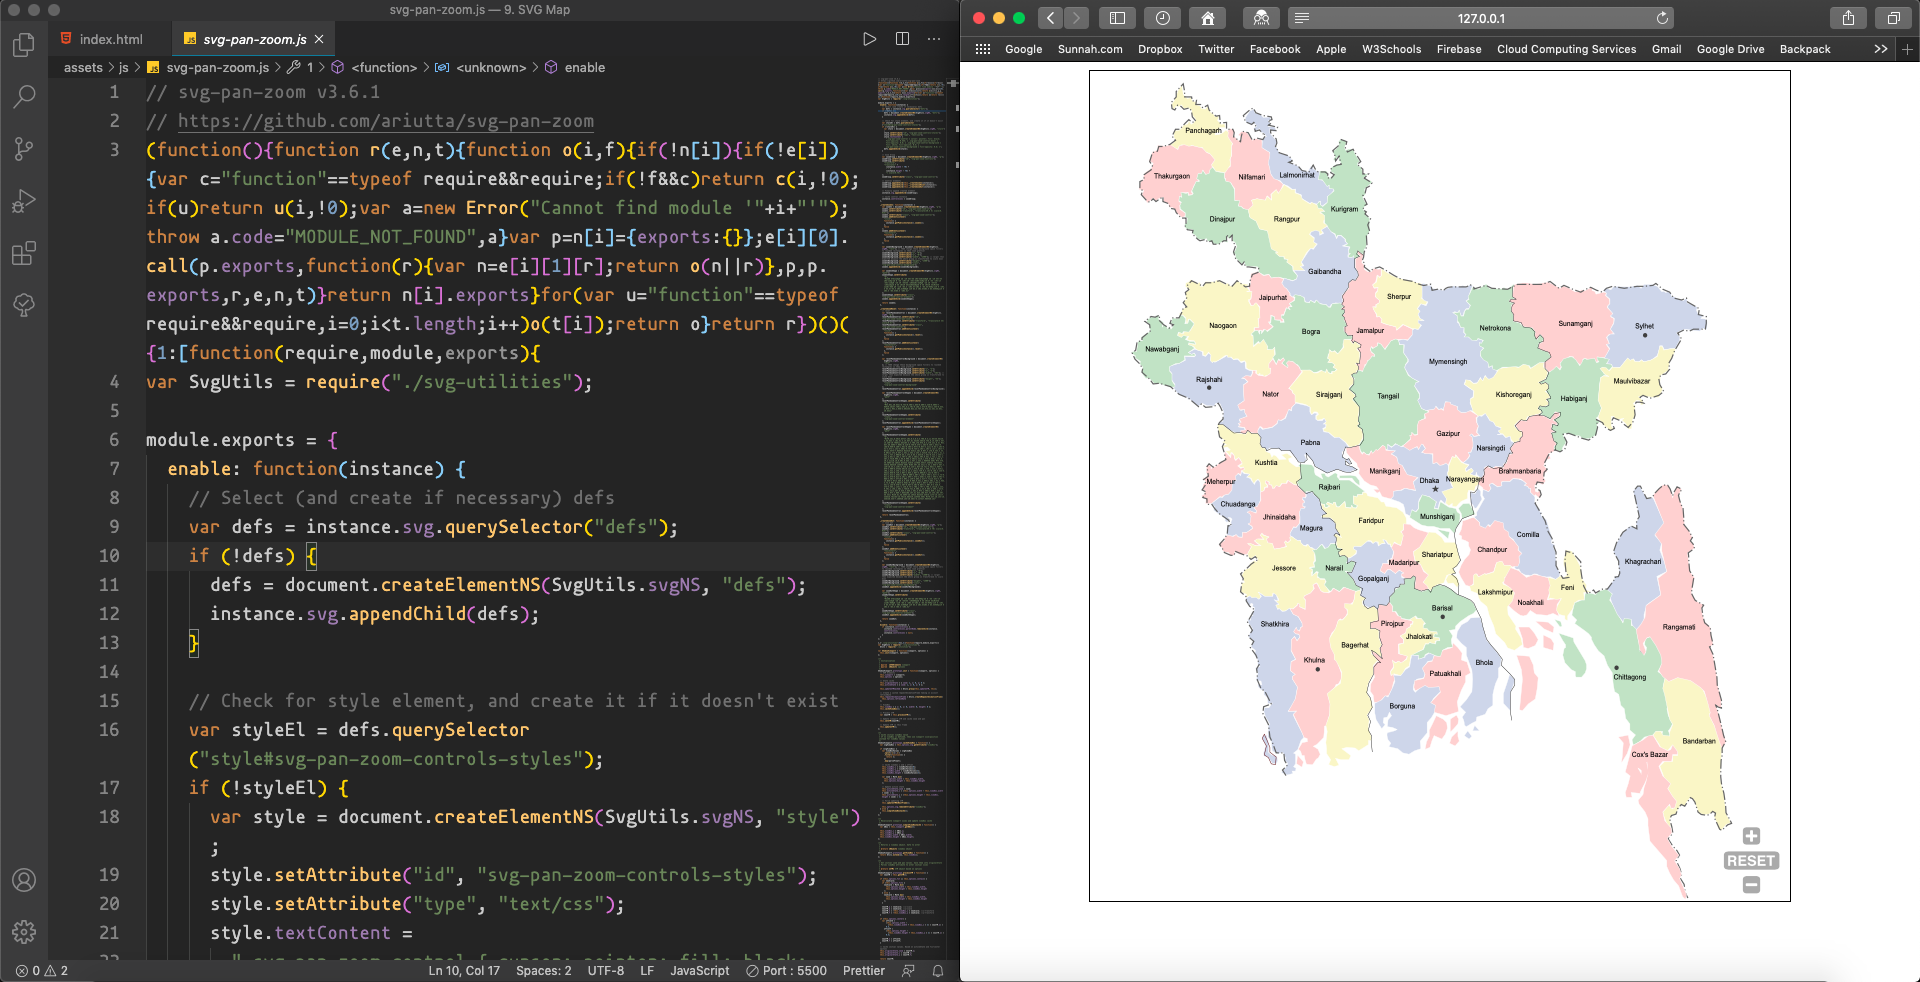 svg-pan-zoom.js — 9. SVG Map
index.html
svg-pan-zoom.js
assets > js > svg-pan-zoom.js > 1 > <function> > <unknown> > enable
1 // svg-pan-zoom v3.6.1
2 // https://github.com/ariutta/svg-pan-zoom
3 (function(){function r(e,n,t){function o(i,f){if(!n[i]){if(!e[i])
{var c="function"==typeof require&&require;if(!f&&c)return c(i,!0);
if(u)return u(i,!0);var a=new Error("Cannot find module '"+i+"'");
throw a.code="MODULE_NOT_FOUND",a}var p=n[i]={exports:{}};e[i][0].
call(p.exports,function(r){var n=e[i][1][r];return o(n||r)},p,p.
exports,r,e,n,t)}return n[i].exports}for(var u="function"==typeof
require&&require,i=0;i<t.length;i++)o(t[i]);return o}return r})()(
{1:[function(require,module,exports){
4 var SvgUtils = require("./svg-utilities");
5
6 module.exports = {
7 enable: function(instance) {
8 // Select (and create if necessary) defs
9 var defs = instance.svg.querySelector("defs");
10 if (!defs) {
11 defs = document.createElementNS(SvgUtils.svgNS, "defs");
12 instance.svg.appendChild(defs);
13 }
14
15 // Check for style element, and create it if it doesn't exist
16 var styleEl = defs.querySelector
("style#svg-pan-zoom-controls-styles");
17 if (!styleEl) {
18 var style = document.createElementNS(SvgUtils.svgNS, "style")
;
19 style.setAttribute("id", "svg-pan-zoom-controls-styles");
20 style.setAttribute("type", "text/css");
21 style.textContent =
0 2
Ln 10, Col 17 Spaces: 2 UTF-8 LF JavaScript Port : 5500 Prettier
127.0.0.1
Google Sunnah.com Dropbox Twitter Facebook Apple W3Schools Firebase Cloud Computing Services Gmail Google Drive Backpack
Panchagarh
Thakurgaon
Nilfamari
Lalmonirhat
Dinajpur
Rangpur
Kurigram
Gaibandha
Jaipurhat
Sherpur
Naogaon
Bogra
Jamalpur
Netrokona
Sunamganj
Sylhet
Nawabganj
Mymensingh
Rajshahi
Maulvibazar
Nator
Sirajganj
Tangail
Kishoreganj
Habiganj
Pabna
Gazipur
Narsingdi
Kushtia
Manikganj
Brahmanbaria
Meherpur
Rajbari
Dhaka
Narayanganj
Chuadanga
Jhinaidaha
Magura
Faridpur
Munshiganj
Comilla
Chandpur
Shariatpur
Madaripur
Khagrachari
Jessore
Narail
Gopalganj
Lakshmipur
Noakhali
Feni
Barisal
Shatkhira
Pirojpur
Jhalokati
Rangamati
Bagerhat
Khulna
Bhola
Patuakhali
Chittagong
Borguna
Bandarban
Cox's Bazar
RESET